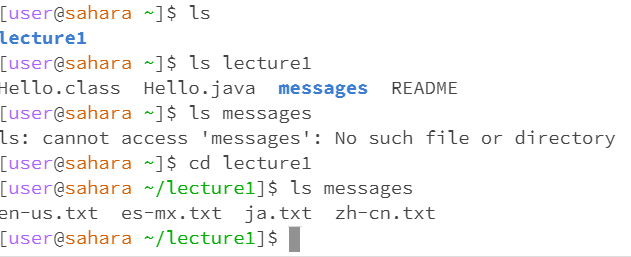 [user@sahara ~]$ ls
lecture1
[user@sahara ~]$ ls lecture1
Hello.class  Hello.java  messages  README
[user@sahara ~]$ ls messages
ls: cannot access 'messages': No such file or directory
[user@sahara ~]$ cd lecture1
[user@sahara ~/lecture1]$ ls messages
en-us.txt  es-mx.txt  ja.txt  zh-cn.txt
[user@sahara ~/lecture1]$